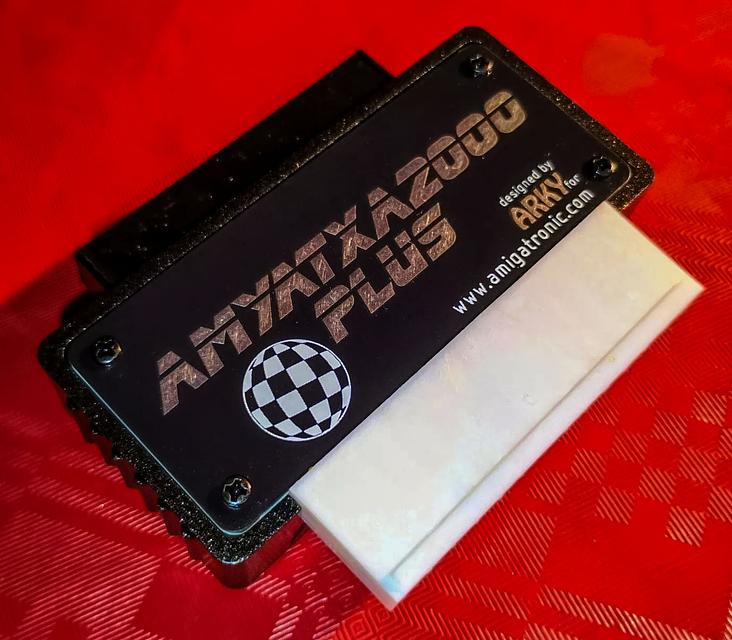 AMYATXA2000
PLUS
designed by
ARKY for
www.amigatronic.com